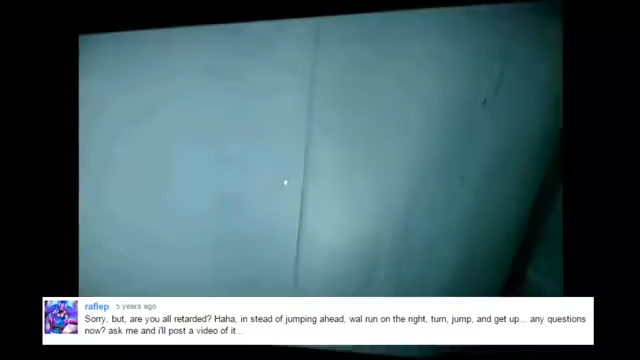 raflep 5 years ago
Sorry, but, are you all retarded? Haha, in stead of jumping ahead, wal run on the right, turn, jump, and get up... any questions
now? ask me and i'll post a video of it...